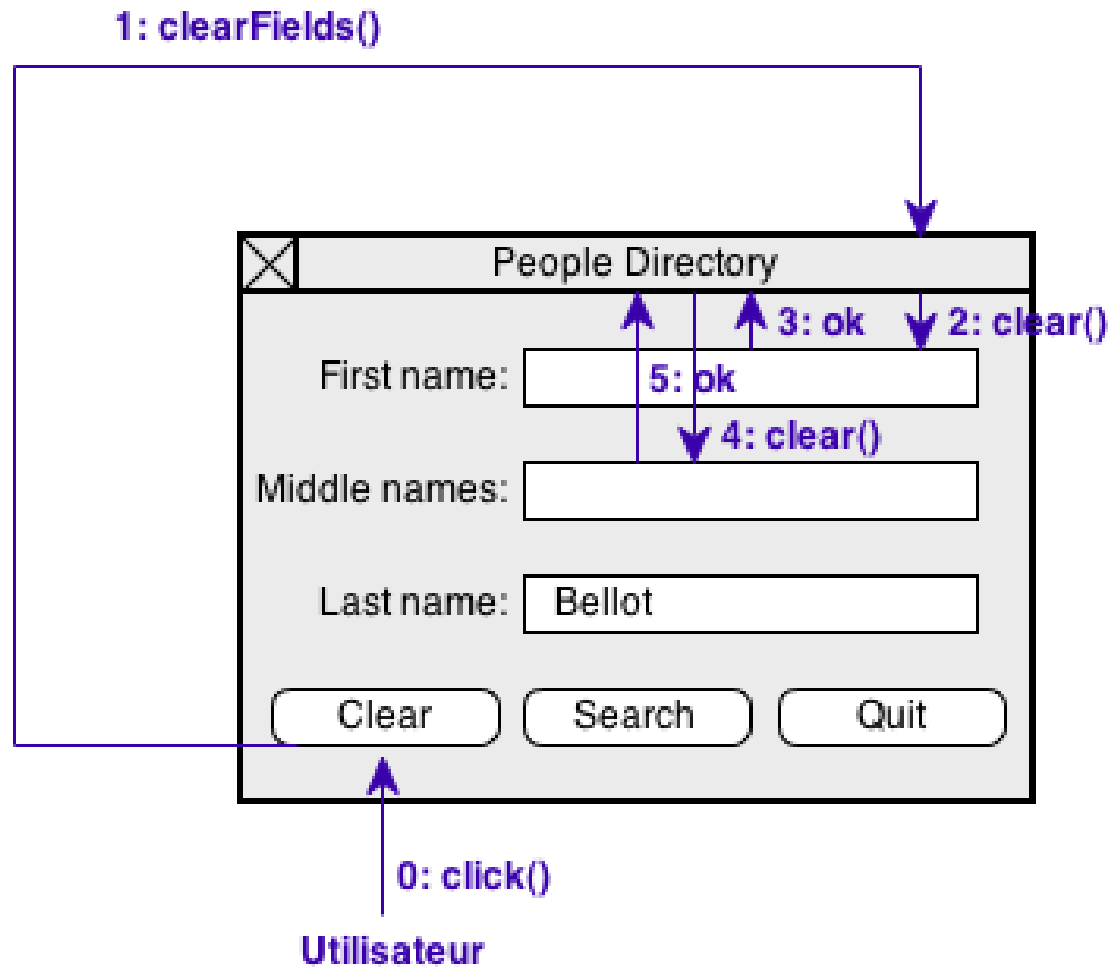 1: clearFields()
People Directory
3: ok
2: clear()
First name:
5: ok
4: clear()
Middle names:
Last name:
Bellot
Clear
Search
Quit
0: click()
Utilisateur